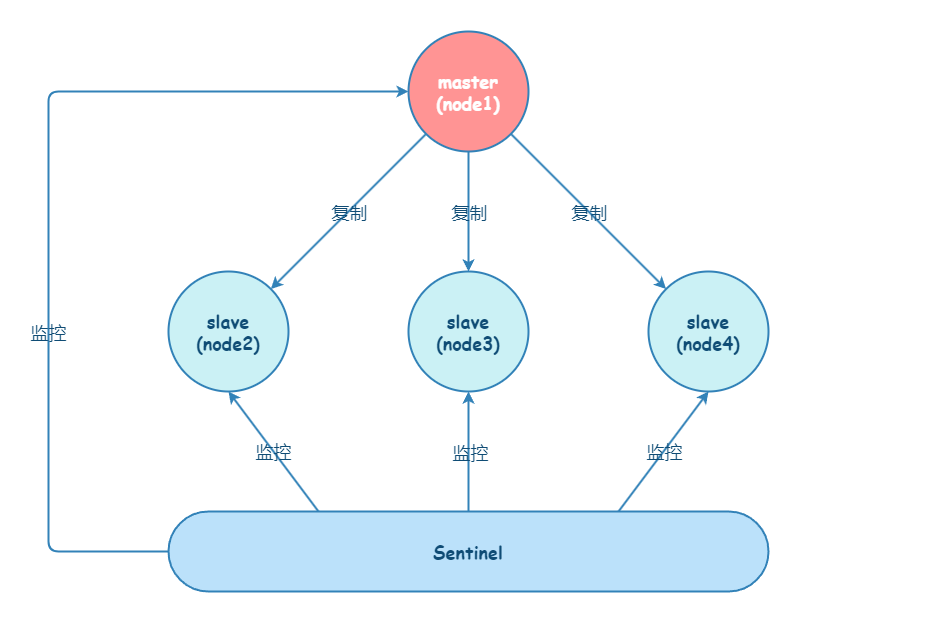 master
(node1)
复制
复制
复制
slave
(node2)
slave
(node3)
slave
(node4)
监控
监控
监控
监控
Sentinel